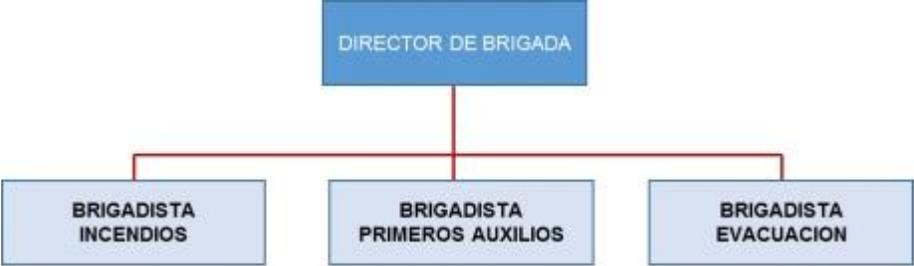 DIRECTOR DE BRIGADA
BRIGADISTA
INCENDIOS
BRIGADISTA
PRIMEROS AUXILIOS
BRIGADISTA
EVACUACION